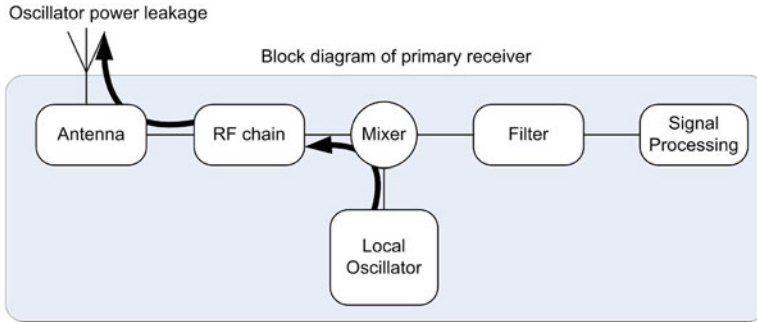 Oscillator power leakage
Block diagram of primary receiver
Antenna
RF chain
Mixer
Filter
Signal
Processing
Local
Oscillator